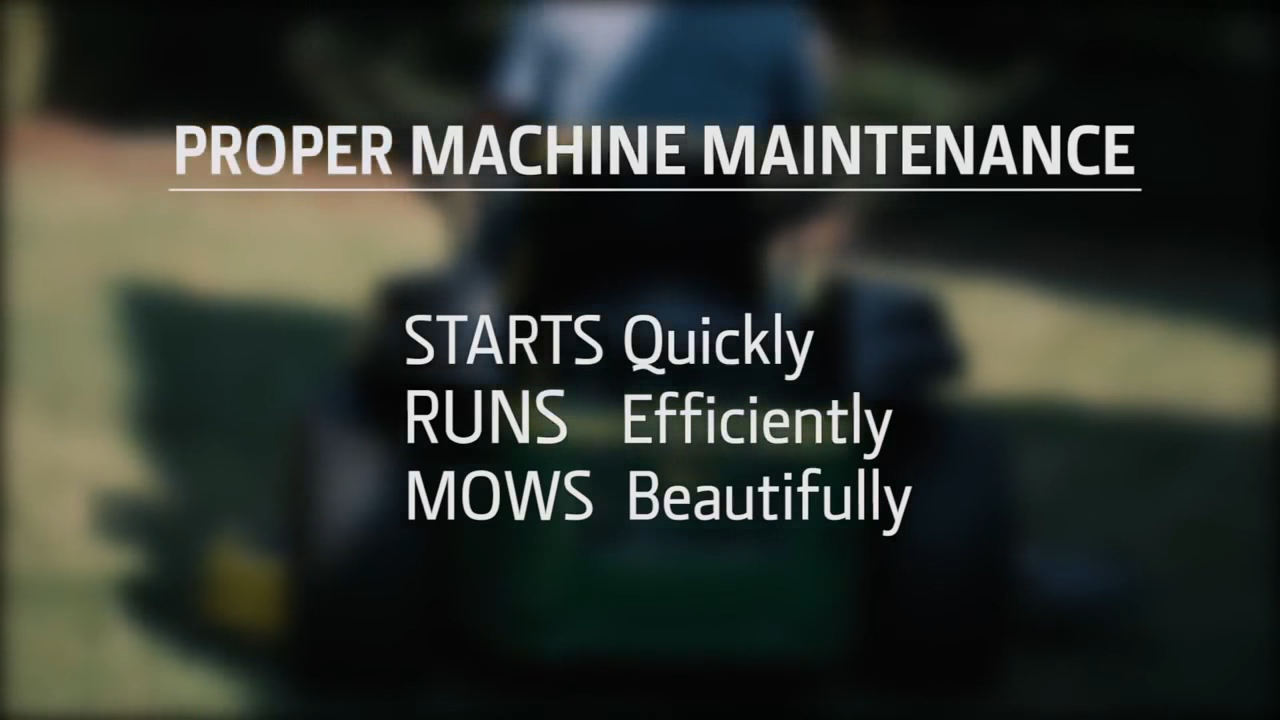 PROPER MACHINE MAINTENANCE
STARTS Quickly
RUNS Efficiently
MOWS Beautifully